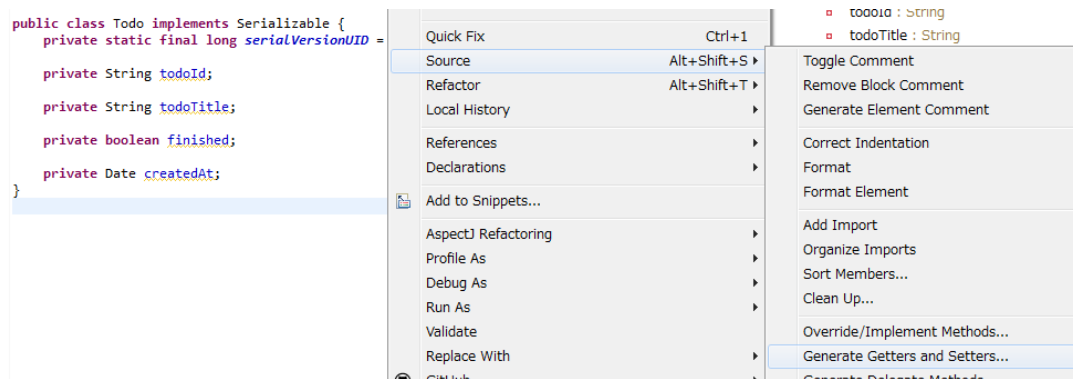 public class Todo implements Serializable {
private static final long serialVersionUID =
private String todoId;
private String todoTitle;
private boolean finished;
private Date createdAt;
}
Quick Fix Ctrl+1
Source Alt+Shift+S
Refactor Alt+Shift+T
Local History
References
Declarations
Add to Snippets...
AspectJ Refactoring
Profile As
Debug As
Run As
Validate
Replace With
GitHub
todoId : String
todoTitle : String
Toggle Comment
Remove Block Comment
Generate Element Comment
Correct Indentation
Format
Format Element
Add Import
Organize Imports
Sort Members...
Clean Up...
Override/Implement Methods...
Generate Getters and Setters...
Generate Delegate Methods